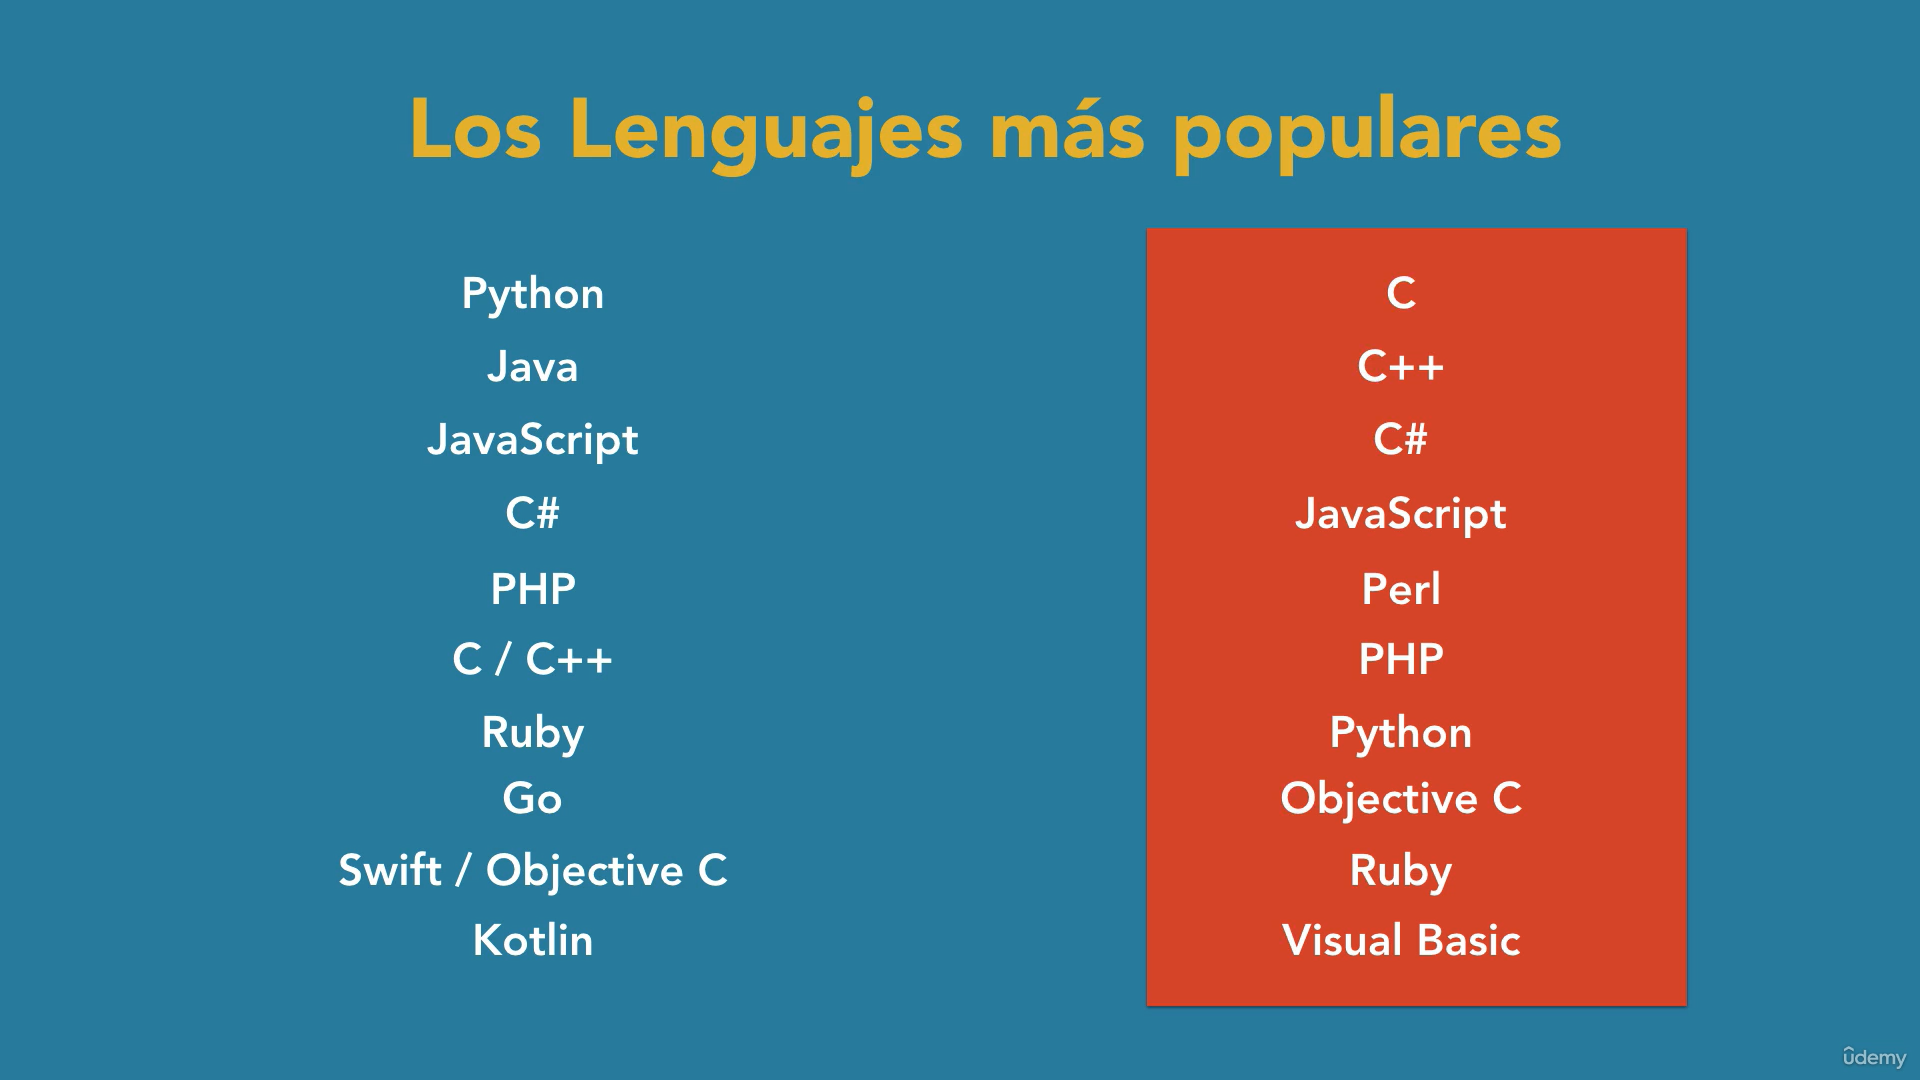 Los Lenguajes más populares
Python
Java
JavaScript
C#
PHP
C / C++
Ruby
Go
Swift / Objective C
Kotlin
C
C++
C#
JavaScript
Perl
PHP
Python
Objective C
Ruby
Visual Basic
ûdemy